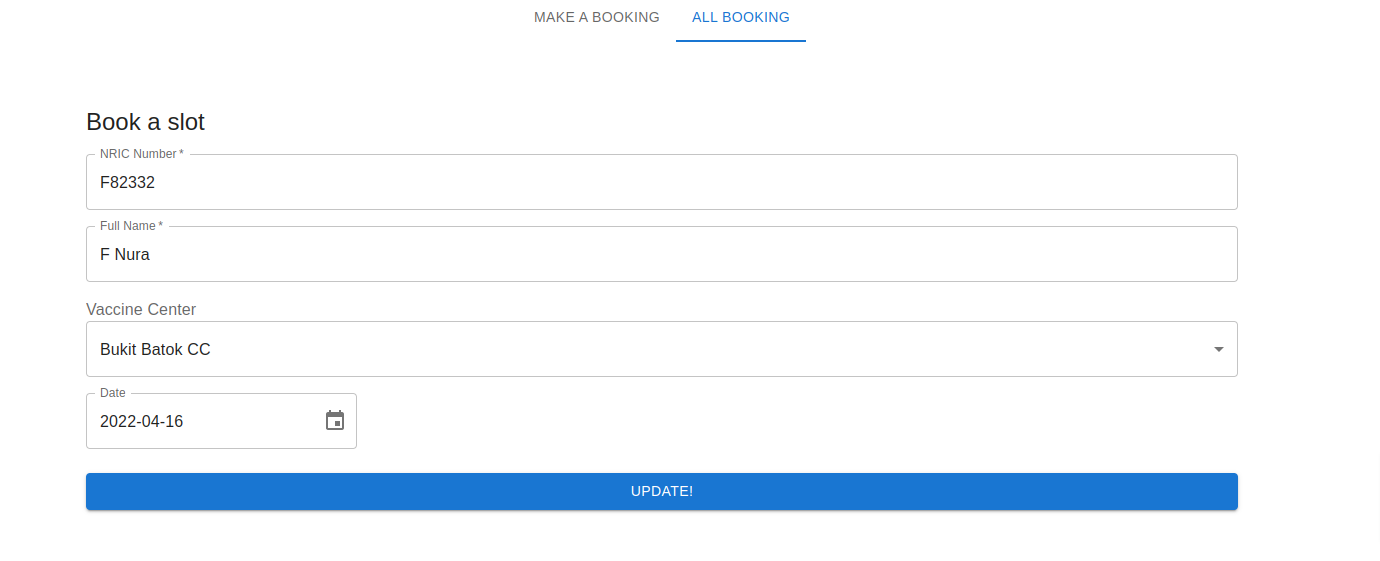 MAKE A BOOKING ALL BOOKING
Book a slot
NRIC Number *
F82332
Full Name *
F Nura
Vaccine Center
Bukit Batok CC
Date
2022-04-16
UPDATE!